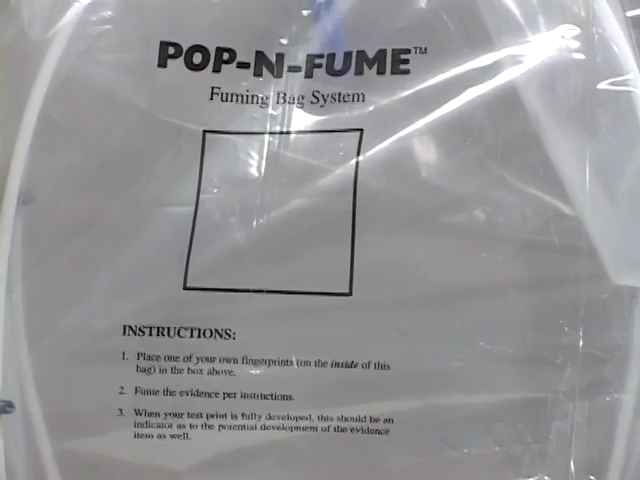 POP-N-FUME™
Fuming Bag System
INSTRUCTIONS:
1. Place one of your own fingerprints (on the inside of this
bag) in the box above.
2. Fume the evidence per instructions.
3. When your test print is fully developed, this should be an
indicator as to the potential development of the evidence
item as well.